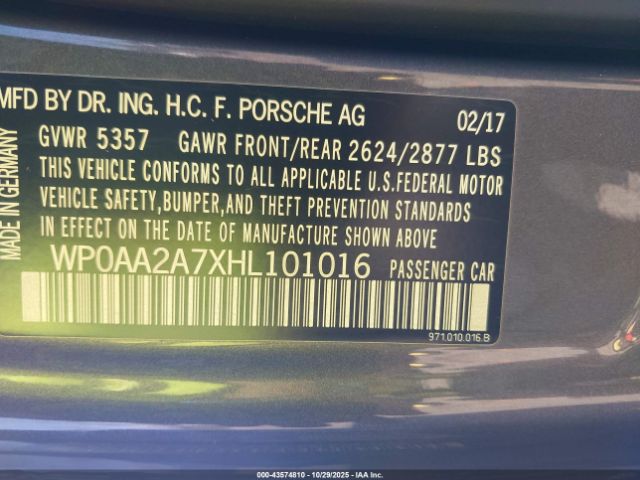 MFD BY DR. ING. H.C. F. PORSCHE AG 02/17
GVWR 5357 GAWR FRONT/REAR 2624/2877 LBS
THIS VEHICLE CONFORMS TO ALL APPLICABLE U.S.FEDERAL MOTOR
VEHICLE SAFETY,BUMPER,AND THEFT PREVENTION STANDARDS
IN EFFECT ON THE DATE OF MANUFACTURE SHOWN ABOVE.
WP0AA2A7XHL101016 PASSENGER CAR
971.010.016.B
MADE IN GERMANY
000-43574810 - 10/29/2025 - IAA Inc.